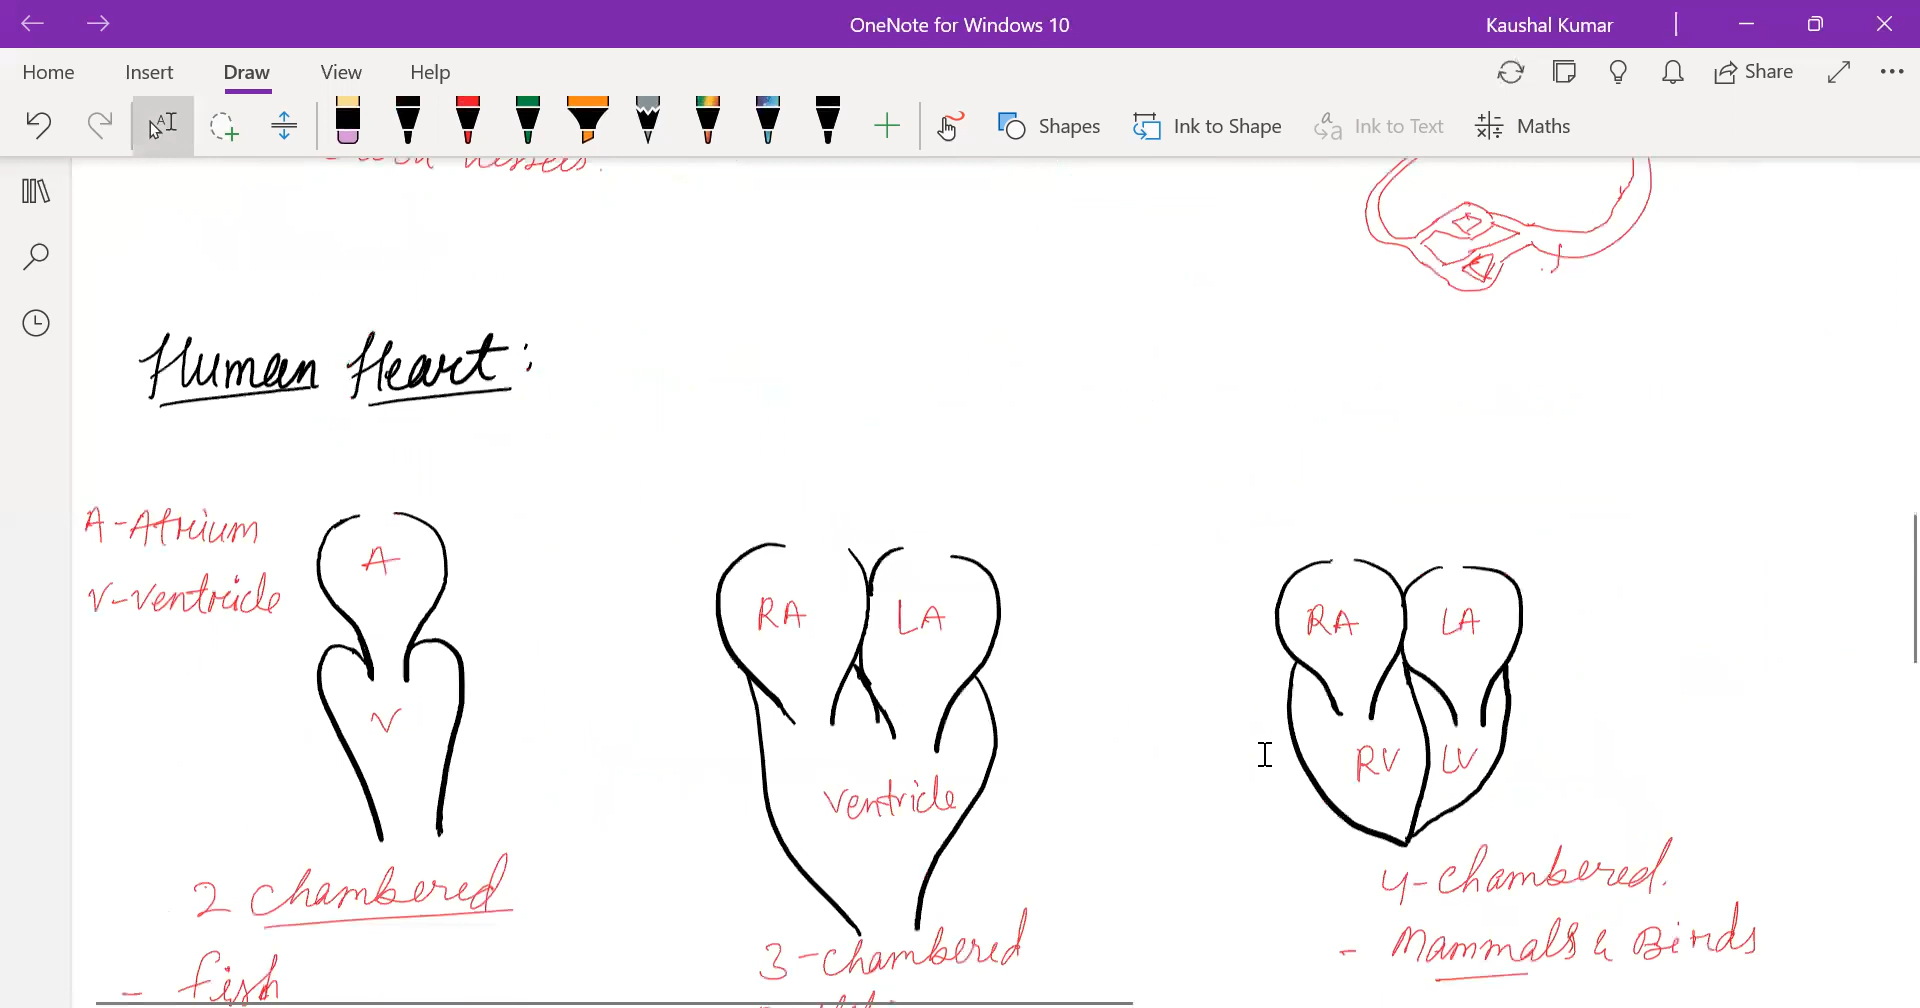 OneNote for Windows 10
Kaushal Kumar
Home Insert Draw View Help
Share
Shapes Ink to Shape Ink to Text Maths
Human Heart :
A - Atrium
V - Ventricle
A
V
2 chambered
- fish
RA LA
ventricle
3 - chambered
RA LA
RV LV
4 - chambered.
- Mammals & Birds